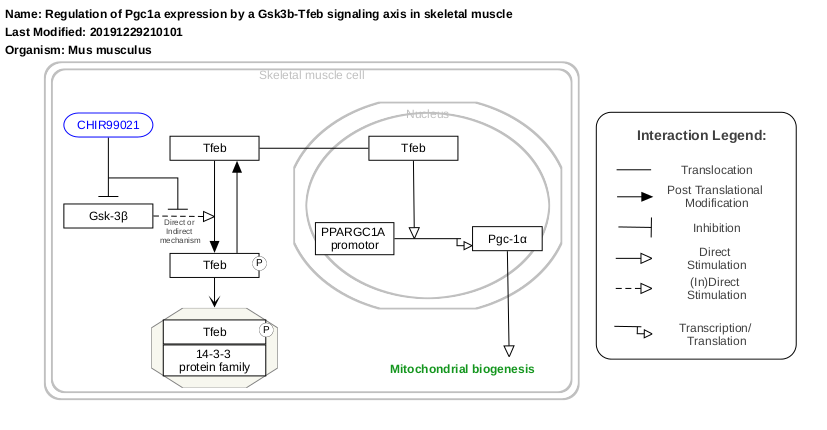 Name: Regulation of Pgc1a expression by a Gsk3b-Tfeb signaling axis in skeletal muscle
Last Modified: 20191229210101
Organism: Mus musculus
Skeletal muscle cell
Nucleus
CHIR99021
Tfeb
Tfeb
Gsk-3β
Direct or
Indirect
mechanism
PPARGC1A
promotor
Pgc-1α
Tfeb
P
Tfeb
P
14-3-3
protein family
Mitochondrial biogenesis
Interaction Legend:
Translocation
Post Translational
Modification
Inhibition
Direct
Stimulation
(In)Direct
Stimulation
Transcription/
Translation